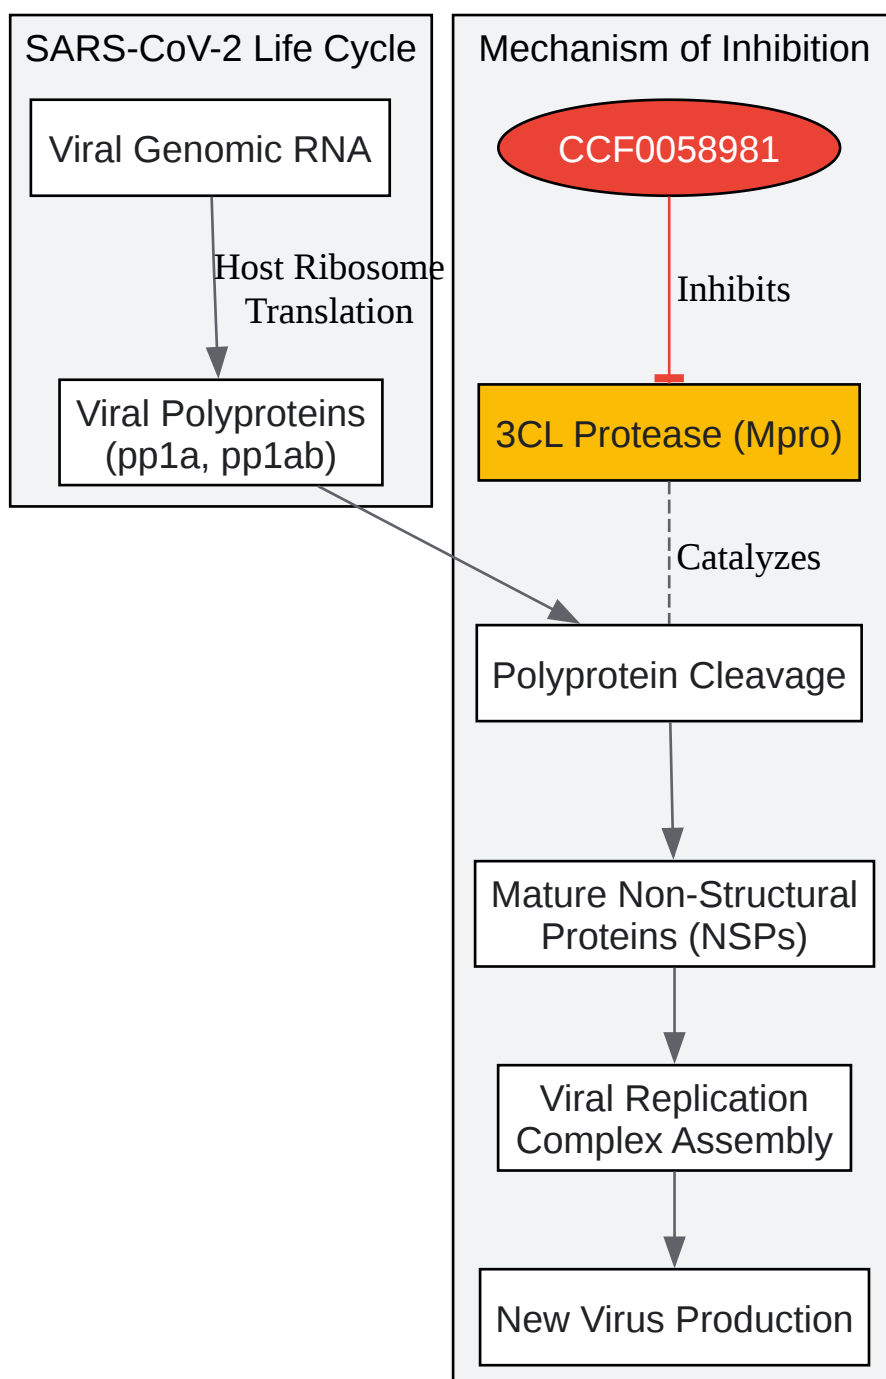 SARS-CoV-2 Life Cycle
Viral Genomic RNA
Host Ribosome
Translation
Viral Polyproteins
(pp1a, pp1ab)
Mechanism of Inhibition
CCF0058981
Inhibits
3CL Protease (Mpro)
Catalyzes
Polyprotein Cleavage
Mature Non-Structural
Proteins (NSPs)
Viral Replication
Complex Assembly
New Virus Production